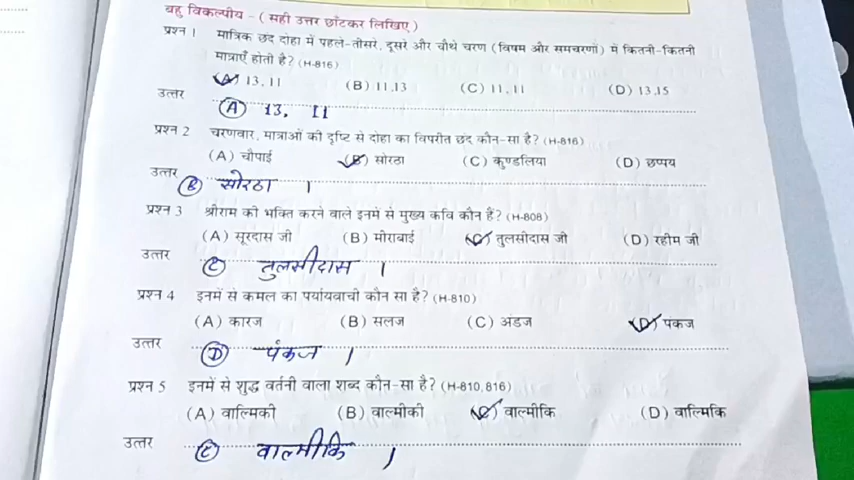 बहु विकल्पीय - ( सही उत्तर छाँटकर लिखिए )
प्रश्न 1 मात्रिक छंद दोहा में पहले-तीसरे, दूसरे और चौथे चरण (विषम और समचरणों) में कितनी-कितनी
मात्राएँ होती है? (H-816)
(A) 13,11 (B) 11,13 (C) 11,11 (D) 13,15
उत्तर (A) 13, 11
प्रश्न 2 चरणवार, मात्राओं की दृष्टि से दोहा का विपरीत छंद कौन-सा है? (H-816)
(A) चौपाई (B) सोरठा (C) कुण्डलिया (D) छप्पय
उत्तर (B) सोरठा ।
प्रश्न 3 श्रीराम की भक्ति करने वाले इनमें से मुख्य कवि कौन हैं? (H-808)
(A) सूरदास जी (B) मीराबाई (C) तुलसीदास जी (D) रहीम जी
उत्तर (C) तुलसीदास ।
प्रश्न 4 इनमें से कमल का पर्यायवाची कौन सा है? (H-810)
(A) कारज (B) सलज (C) अंडज (D) पंकज
उत्तर (D) पंकज ।
प्रश्न 5 इनमें से शुद्ध वर्तनी वाला शब्द कौन-सा है? (H-810,816)
(A) वाल्मिकी (B) वाल्मीकी (C) वाल्मीकि (D) वाल्मिकि
उत्तर (C) वाल्मीकि ।